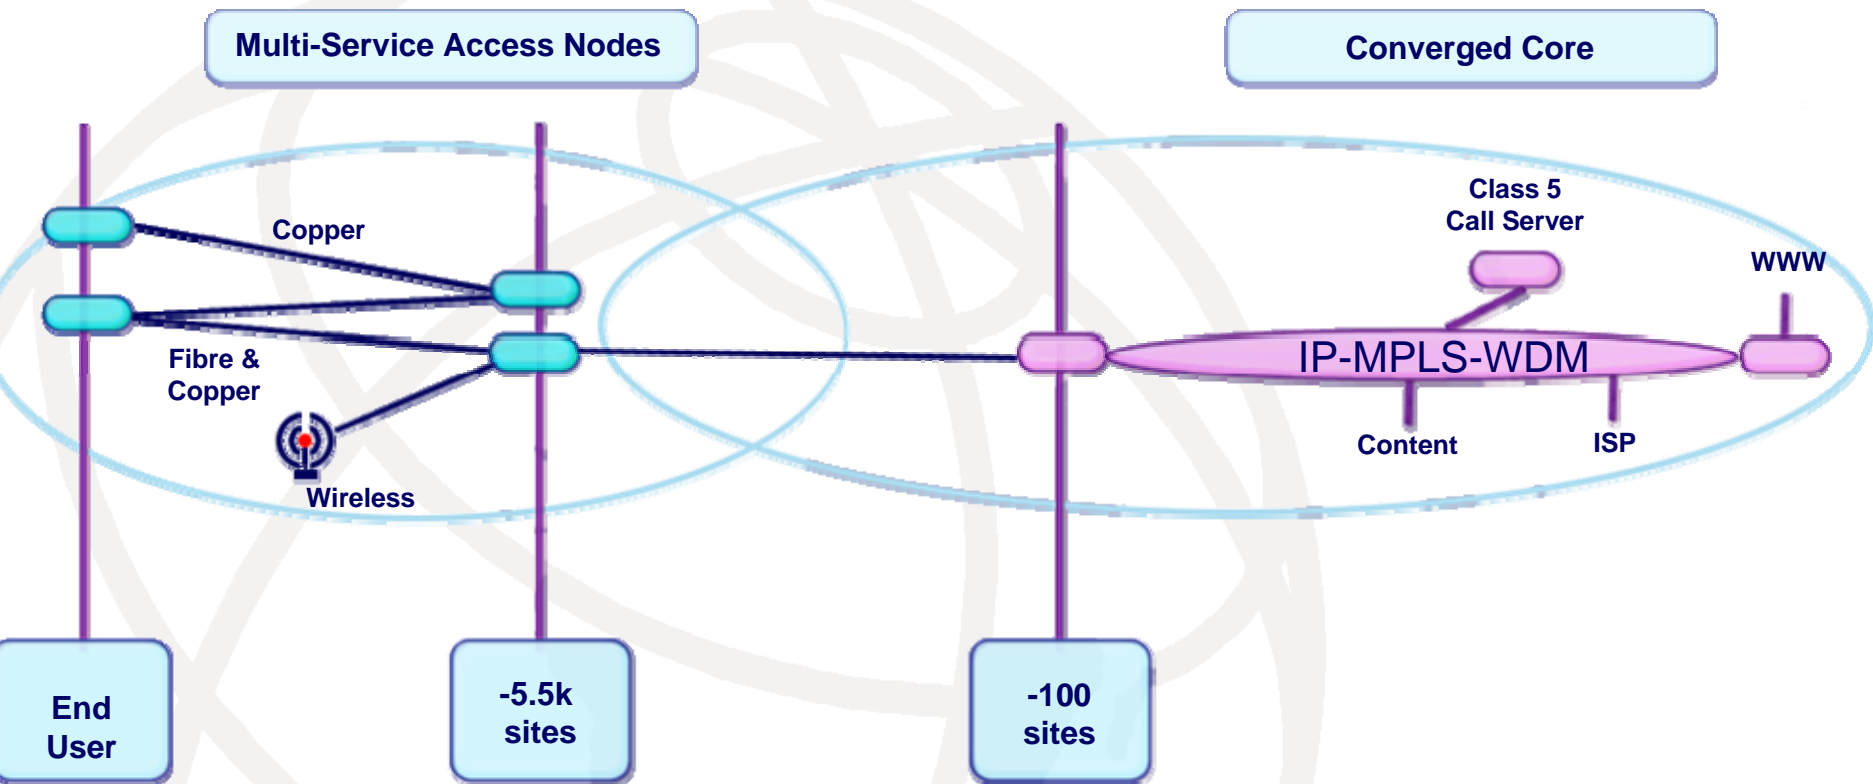 Multi-Service Access Nodes
Converged Core
Copper
Class 5
Call Server
WWW
Fibre &
Copper
IP-MPLS-WDM
Content
ISP
Wireless
End
User
-5.5k
sites
-100
sites